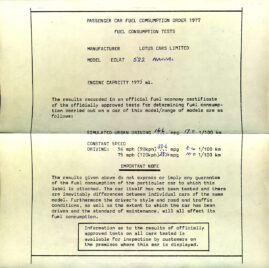 PASSENGER CAR FUEL CONSUMPTION ORDER 1977
FUEL CONSUMPTION TESTS
MANUFACTURER LOTUS CARS LIMITED
MODEL ECLAT 522 MANUAL
ENGINE CAPACITY 1973 ml.
The results recorded in an official fuel economy certificate
of the officially approved tests for determining fuel consump-
tion carried out on a car of this model/range of models are
as follows:
SIMULATED URBAN DRIVING mpg l/100 km
CONSTANT SPEED
DRIVING: 56 mph (90kph) mpg l/100 km
75 mph (120kph) mpg l/100 km
IMPORTANT NOTE
The results given above do not express or imply any guarantee
of the fuel consumption of the particular car to which this
label is attached. The car itself has not been tested and there
are inevitably differences between individual cars of the same
model. Furthermore the driver's style and road and traffic
conditions, as well as the extent to which the car has been
driven and the standard of maintenance, will all affect its
fuel consumption.
Information as to the results of officially
approved tests on all cars tested is
available for inspection by customers on
the premises where this car is displayed.